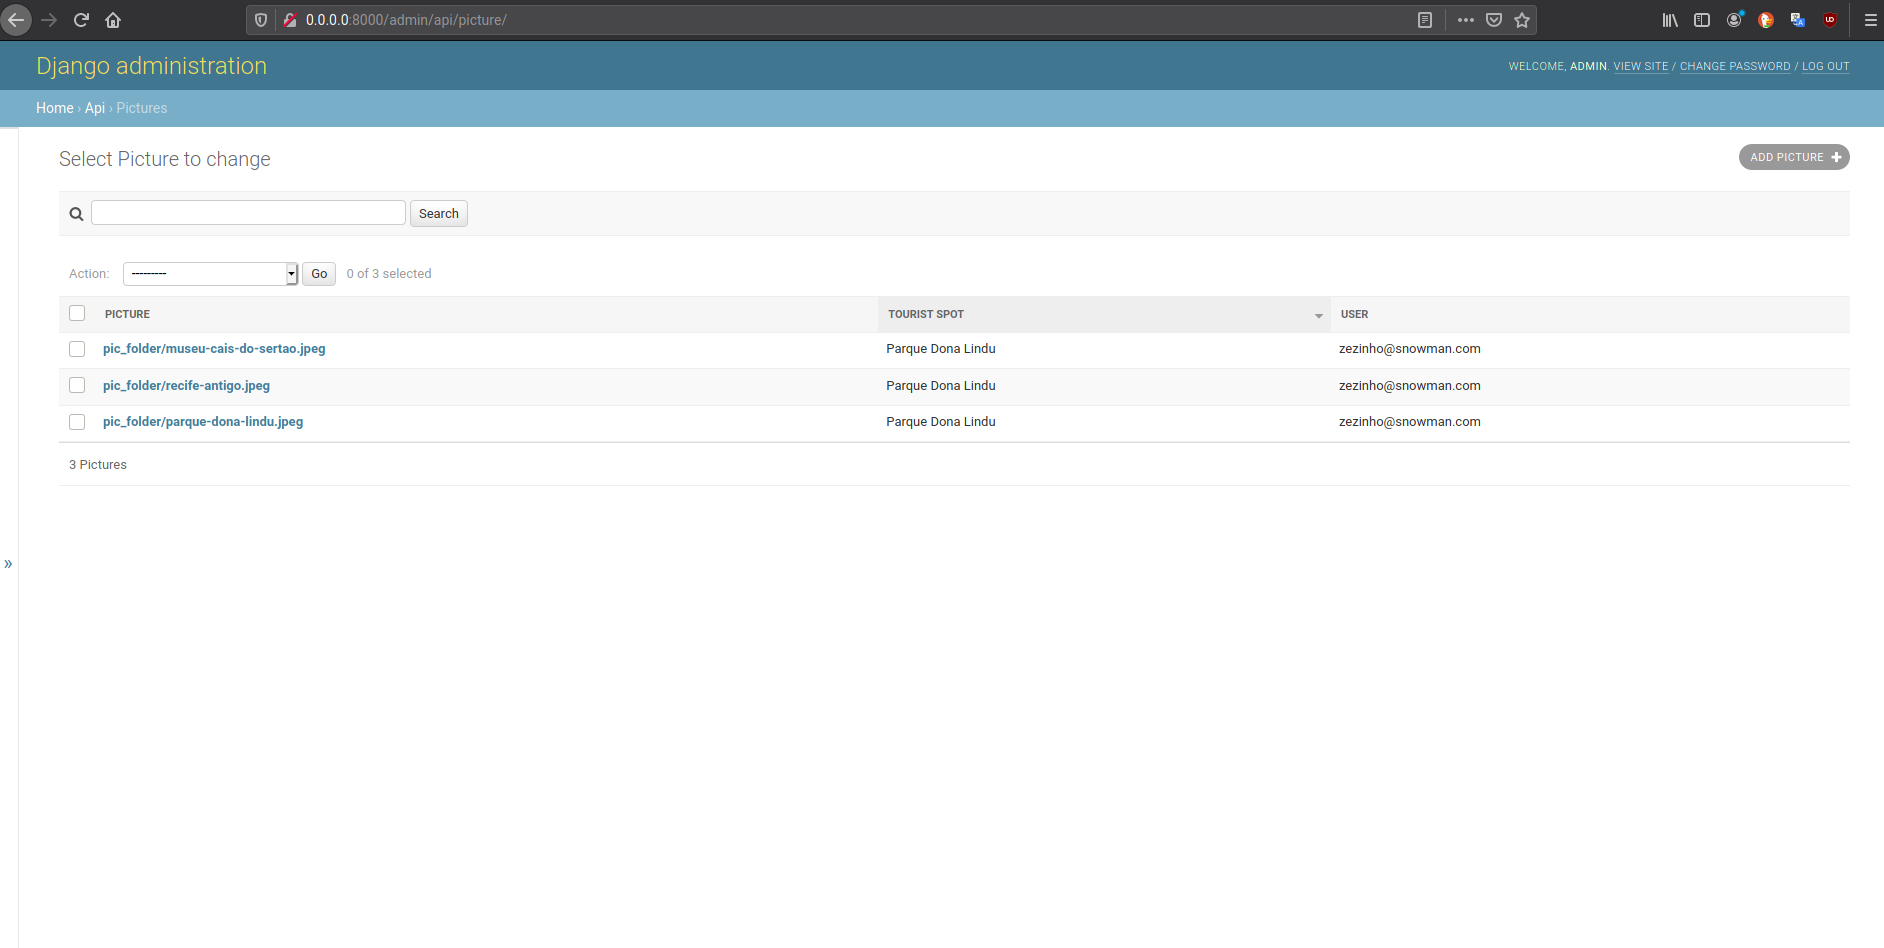 0.0.0.0:8000/admin/api/picture/
Django administration
WELCOME, ADMIN. VIEW SITE / CHANGE PASSWORD / LOG OUT
Home › Api › Pictures
Select Picture to change
ADD PICTURE +
Search
Action: --------- Go 0 of 3 selected
PICTURE TOURIST SPOT USER
pic_folder/museu-cais-do-sertao.jpeg Parque Dona Lindu zezinho@snowman.com
pic_folder/recife-antigo.jpeg Parque Dona Lindu zezinho@snowman.com
pic_folder/parque-dona-lindu.jpeg Parque Dona Lindu zezinho@snowman.com
3 Pictures
»